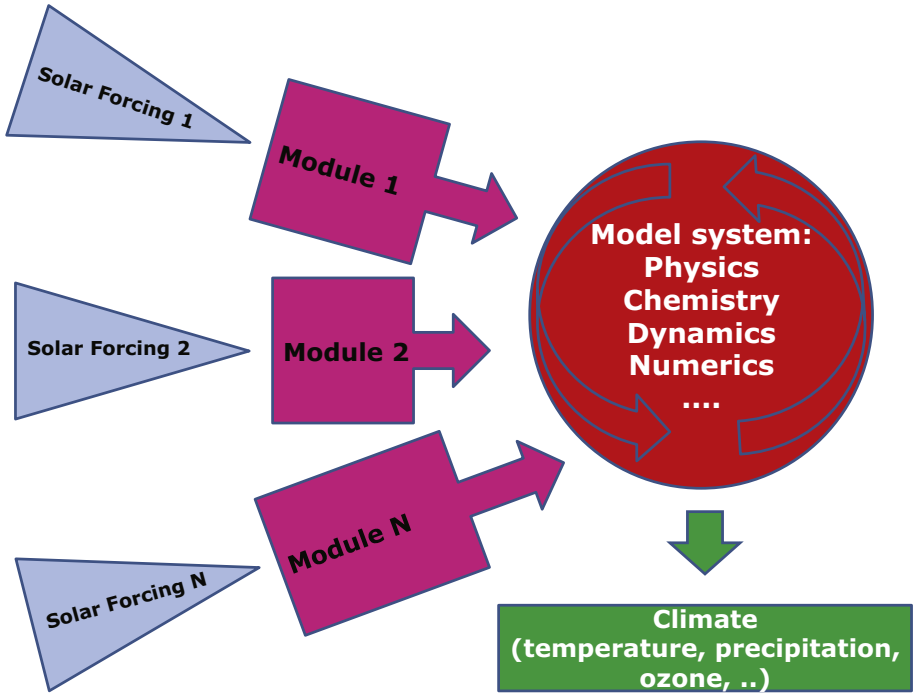 Solar Forcing 1
Module 1
Solar Forcing 2
Module 2
Solar Forcing N
Module N
Model system:
Physics
Chemistry
Dynamics
Numerics
....
Climate
(temperature, precipitation,
ozone, ..)